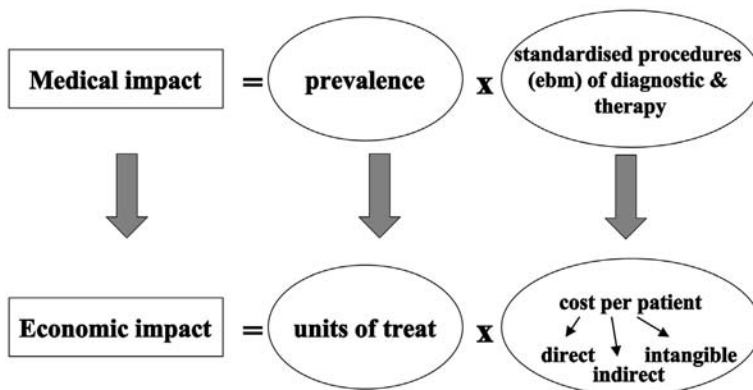 Medical impact = prevalence x standardised procedures
(ebm) of diagnostic &
therapy
Economic impact = units of treat x cost per patient
direct intangible
indirect